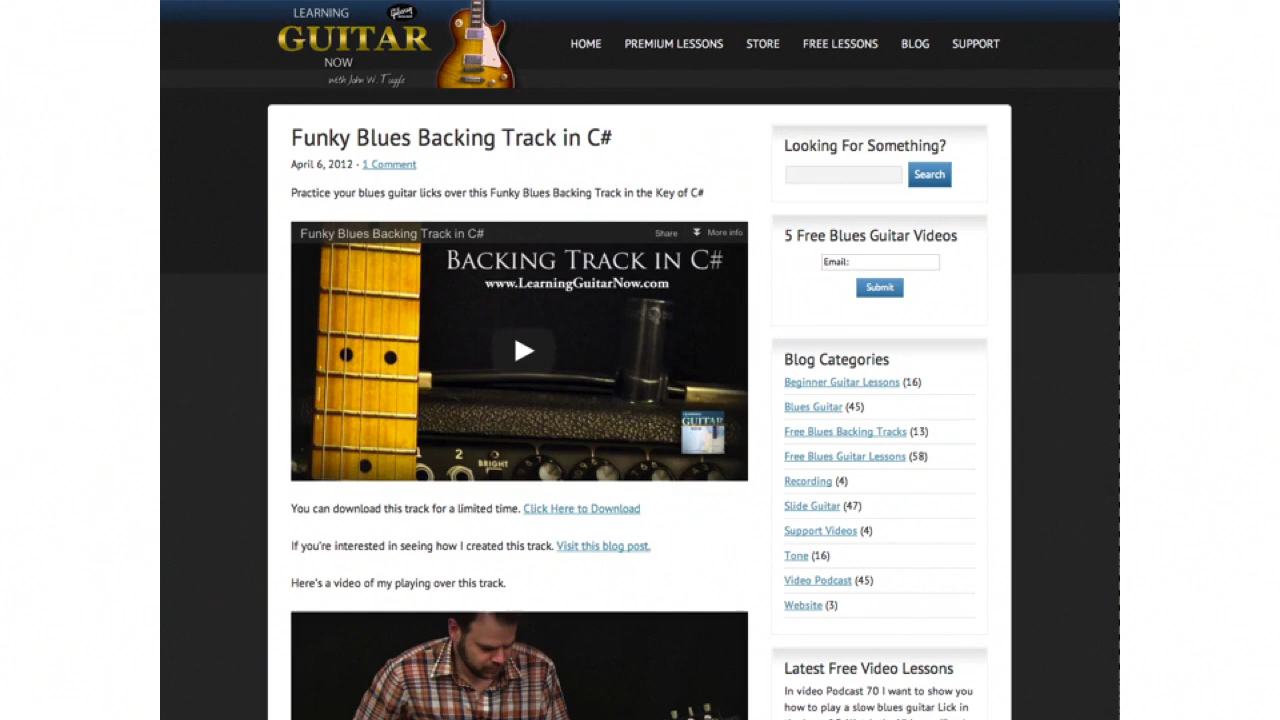 LEARNING
GUITAR
NOW
with John W. Tuggle
HOME PREMIUM LESSONS STORE FREE LESSONS BLOG SUPPORT
Funky Blues Backing Track in C#
April 6, 2012 · 1 Comment
Practice your blues guitar licks over this Funky Blues Backing Track in the Key of C#
Funky Blues Backing Track in C# Share More info
BACKING TRACK IN C#
www.LearningGuitarNow.com
GUITAR
2
BRIGHT
1
You can download this track for a limited time. Click Here to Download
If you're interested in seeing how I created this track. Visit this blog post.
Here's a video of my playing over this track.
Looking For Something?
Search
5 Free Blues Guitar Videos
Email:
Submit
Blog Categories
Beginner Guitar Lessons (16)
Blues Guitar (45)
Free Blues Backing Tracks (13)
Free Blues Guitar Lessons (58)
Recording (4)
Slide Guitar (47)
Support Videos (4)
Tone (16)
Video Podcast (45)
Website (3)
Latest Free Video Lessons
In video Podcast 70 I want to show you
how to play a slow blues guitar Lick in